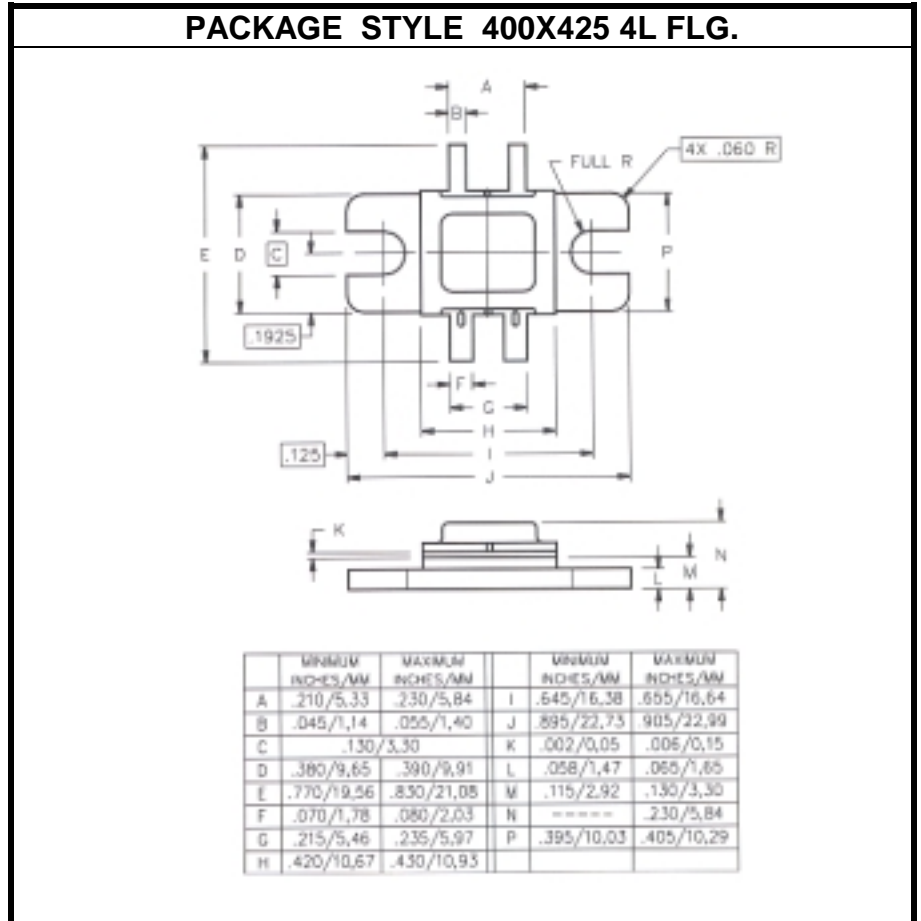 PACKAGE STYLE 400X425 4L FLG.
A
B
FULL R
4X .060 R
E
D
C
P
.1925
F
G
H
.125
I
J
K
L
M
N
MINIMUM INCHES/MM MAXIMUM INCHES/MM MINIMUM INCHES/MM MAXIMUM INCHES/MM
A .210/5,33 .230/5,84 I .645/16,38 .655/16,64
B .045/1,14 .055/1,40 J .895/22,73 .905/22,99
C .130/3,30 K .002/0,05 .006/0,15
D .380/9,65 .390/9,91 L .058/1,47 .065/1,65
E .770/19,56 .830/21,08 M .115/2,92 .130/3,30
F .070/1,78 .080/2,03 N ----- .230/5,84
G .215/5,46 .235/5,97 P .395/10,03 .405/10,29
H .420/10,67 .430/10,93